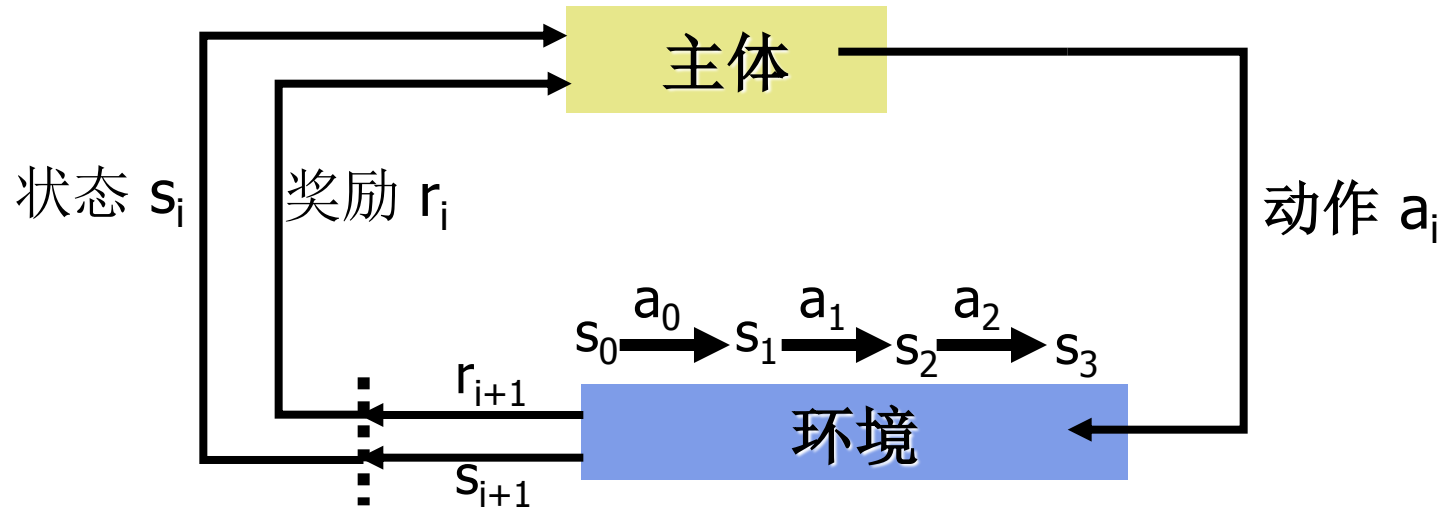 主体
状态 si
奖励 ri
动作 ai
a0 a1 a2
s0 s1 s2 s3
ri+1
环境
si+1